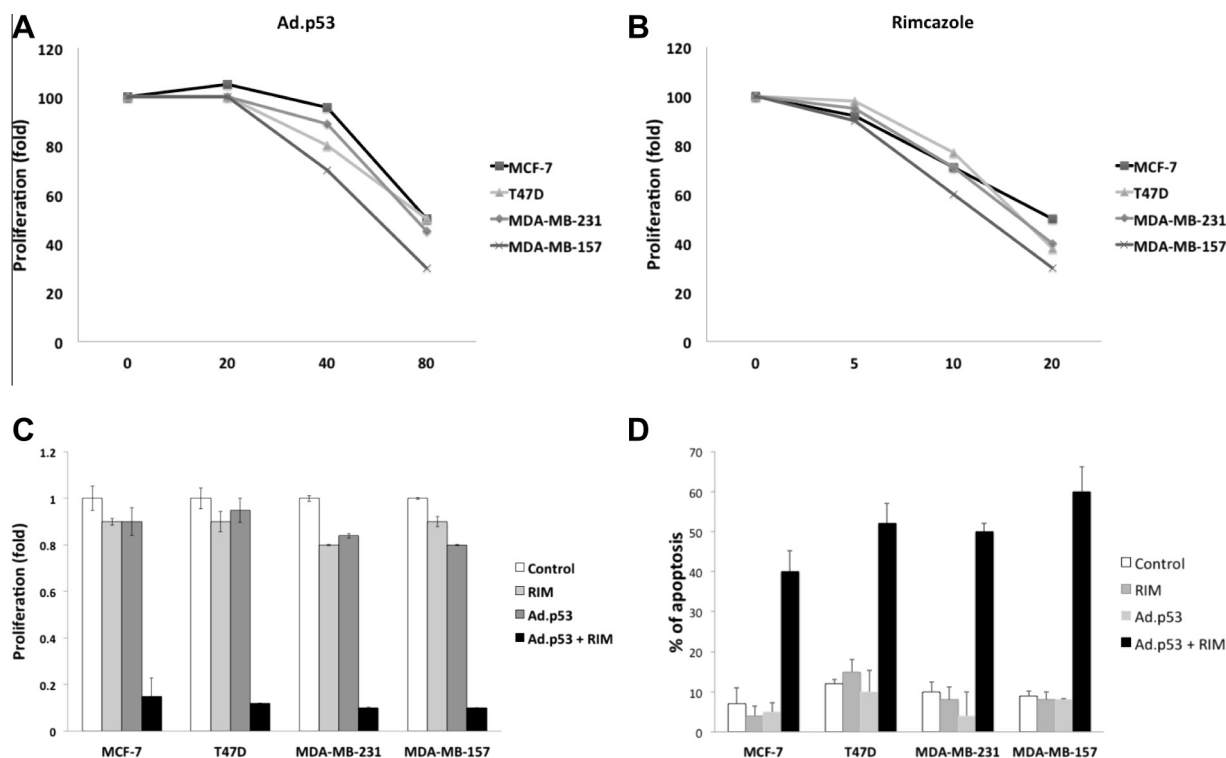 A
Ad.p53
120
100
80
60
40
20
0
Proliferation (fold)
0 20 40 80
MCF-7
T47D
MDA-MB-231
MDA-MB-157
B
Rimcazole
120
100
80
60
40
20
0
Proliferation (fold)
0 5 10 20
MCF-7
T47D
MDA-MB-231
MDA-MB-157
C
1.2
1
0.8
0.6
0.4
0.2
0
Proliferation (fold)
MCF-7 T47D MDA-MB-231 MDA-MB-157
Control
RIM
Ad.p53
Ad.p53 + RIM
D
70
60
50
40
30
20
10
0
% of apoptosis
MCF-7 T47D MDA-MB-231 MDA-MB-157
Control
RIM
Ad.p53
Ad.p53 + RIM